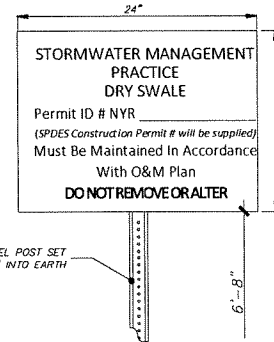 24"
STORMWATER MANAGEMENT
PRACTICE
DRY SWALE
Permit ID # NYR
(SPDES Construction Permit # will be supplied)
Must Be Maintained In Accordance
With O&M Plan
DO NOT REMOVE OR ALTER
POST SET
INTO EARTH
6'-8"